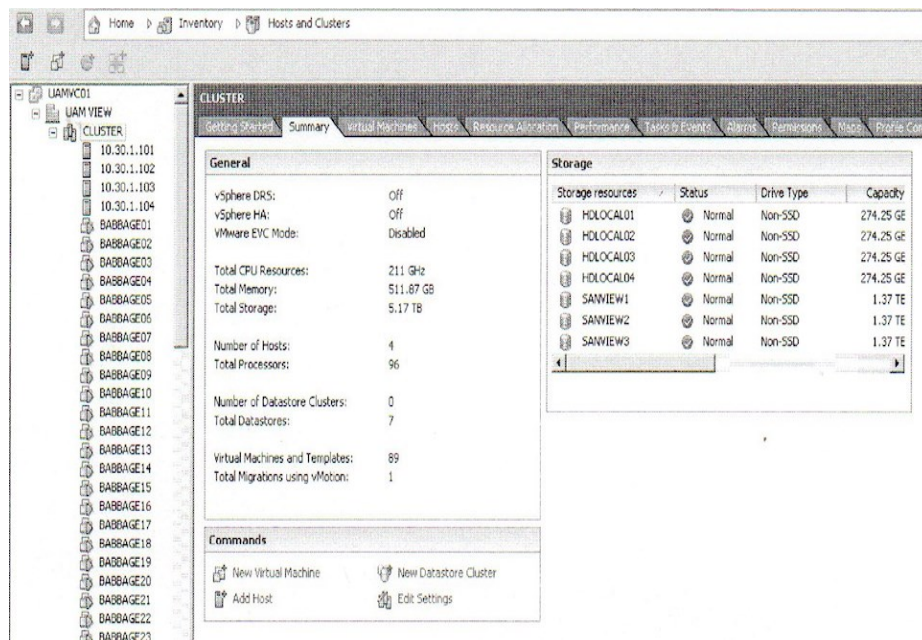 Home Inventory Hosts and Clusters
UAMVC01
UAM VIEW
CLUSTER
10.30.1.101
10.30.1.102
10.30.1.103
10.30.1.104
BABBAGE01
BABBAGE02
BABBAGE03
BABBAGE04
BABBAGE05
BABBAGE06
BABBAGE07
BABBAGE08
BABBAGE09
BABBAGE10
BABBAGE11
BABBAGE12
BABBAGE13
BABBAGE14
BABBAGE15
BABBAGE16
BABBAGE17
BABBAGE18
BABBAGE19
BABBAGE20
BABBAGE21
BABBAGE22
BABBAGE23
CLUSTER
Getting Started Summary Virtual Machines Hosts Resource Allocation Performance Tasks & Events Alarms Permissions Maps Profile Co
General
vSphere DRS: Off
vSphere HA: Off
VMware EVC Mode: Disabled
Total CPU Resources: 211 GHz
Total Memory: 511.87 GB
Total Storage: 5.17 TB
Number of Hosts: 4
Total Processors: 96
Number of Datastore Clusters: 0
Total Datastores: 7
Virtual Machines and Templates: 89
Total Migrations using vMotion: 1
Commands
New Virtual Machine New Datastore Cluster
Add Host Edit Settings
Storage
Storage resources Status Drive Type Capacity
HDLOCAL01 Normal Non-SSD 274.25 GE
HDLOCAL02 Normal Non-SSD 274.25 GE
HDLOCAL03 Normal Non-SSD 274.25 GE
HDLOCAL04 Normal Non-SSD 274.25 GE
SANVIEW1 Normal Non-SSD 1.37 TE
SANVIEW2 Normal Non-SSD 1.37 TE
SANVIEW3 Normal Non-SSD 1.37 TE